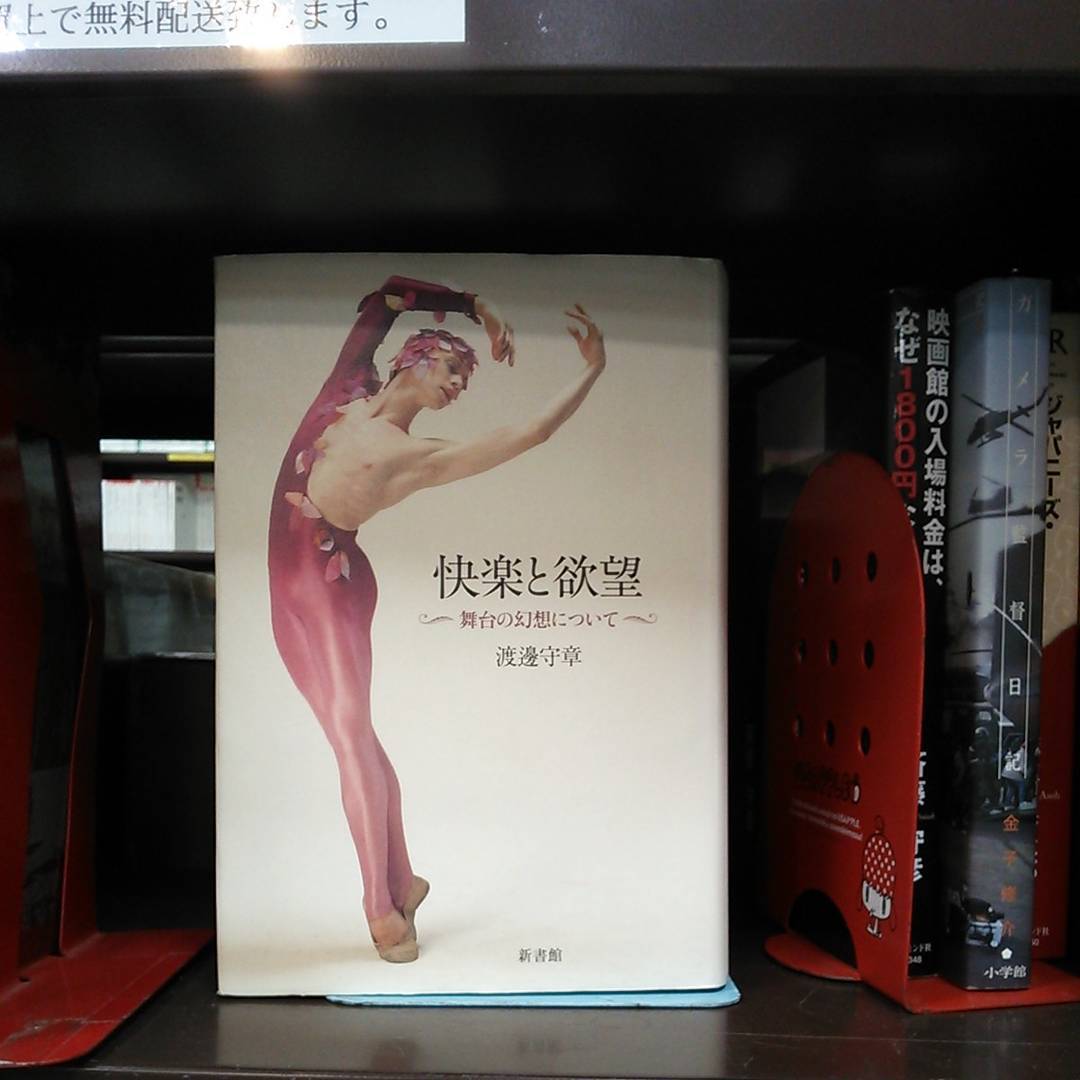 上で無料配送致します。
快楽と欲望
舞台の幻想について
渡邊守章
新書館
映画館の入場料金は、
なぜ1800円
ガメラ監督日記
金子修介
小学館
ジャパニーズ・